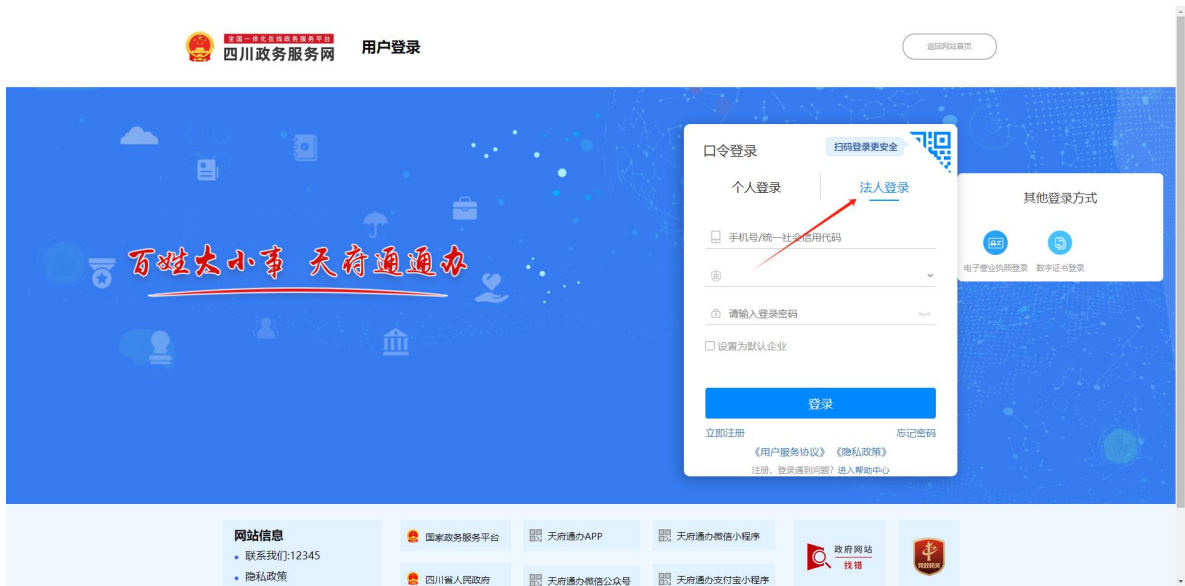 全国一体化在线政务服务平台
四川政务服务网
用户登录
返回网站首页
百姓大小事 天府通通办
口令登录
扫码登录更安全
个人登录
法人登录
手机号/统一社会信用代码
请输入登录密码
设置为默认企业
登录
立即注册
忘记密码
《用户服务协议》《隐私政策》
注册、登录遇到问题?进入帮助中心
其他登录方式
电子营业执照登录
数字证书登录
网站信息
联系我们:12345
隐私政策
国家政务服务平台
四川省人民政府
天府通办APP
天府通办微信公众号
天府通办微信小程序
天府通办支付宝小程序
政府网站
找错
党政机关